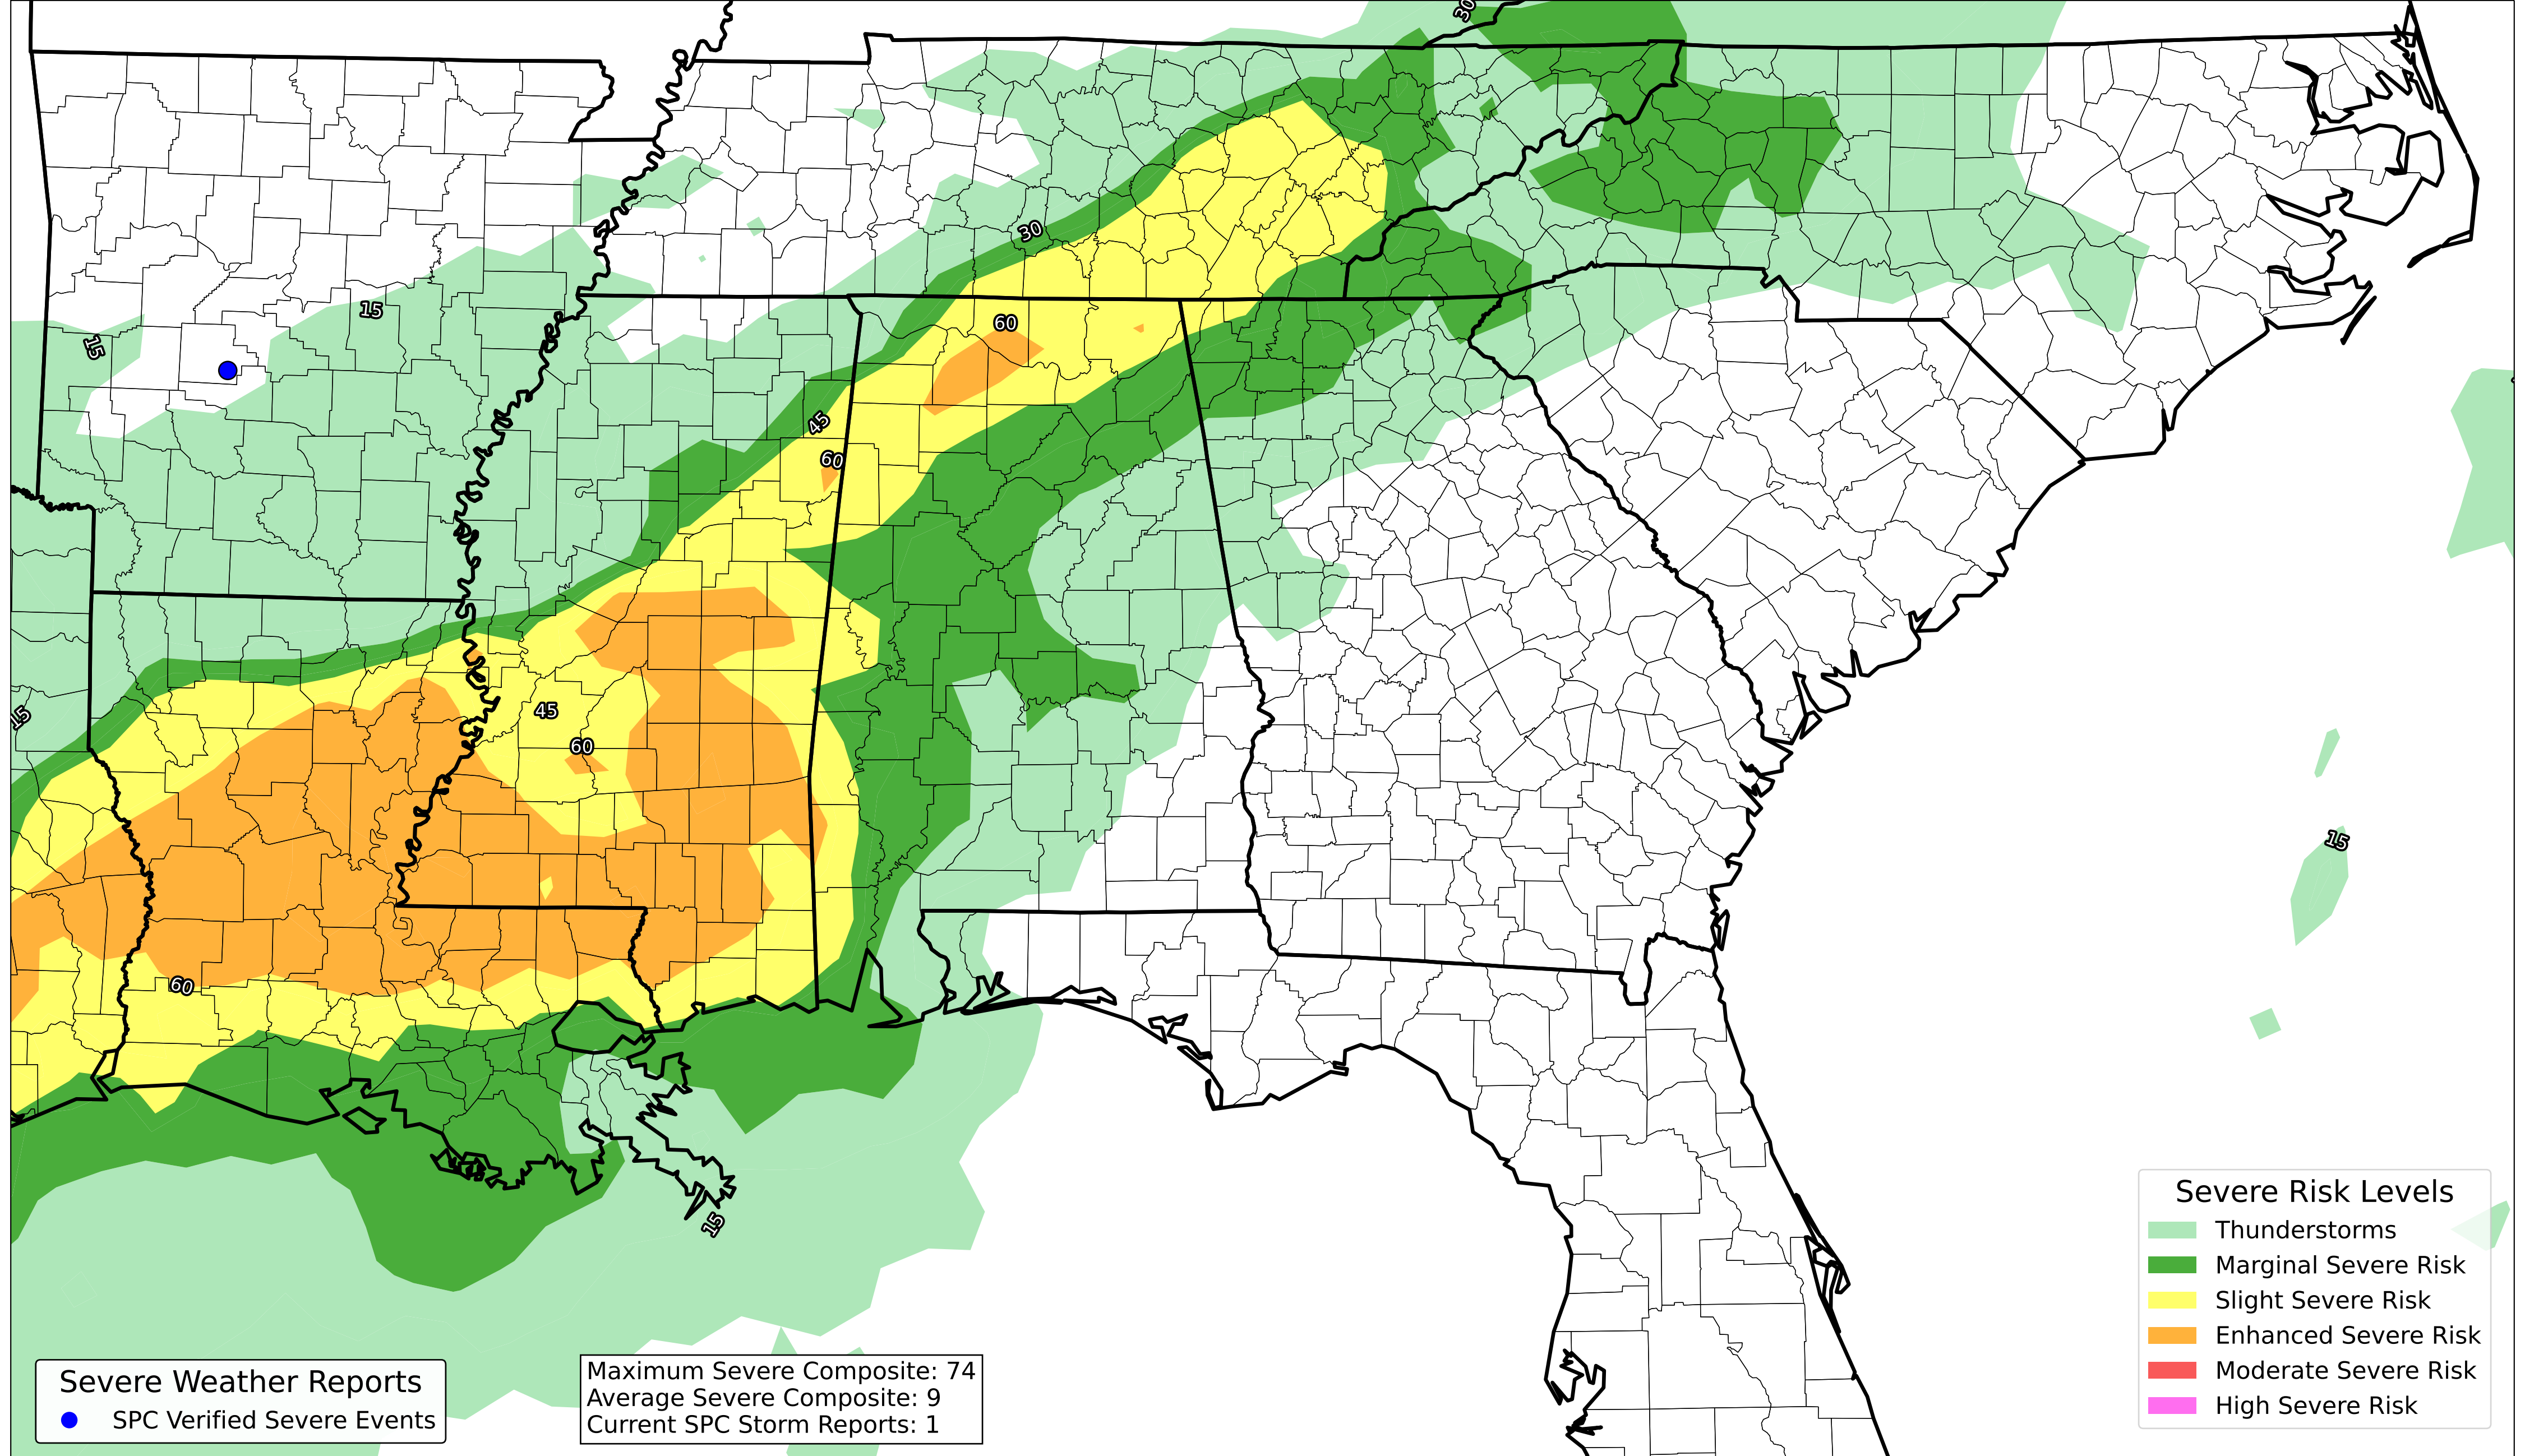 30
30
15
60
15
45
60
45
15
60
15
60
15
Severe Risk Levels
Thunderstorms
Marginal Severe Risk
Slight Severe Risk
Enhanced Severe Risk
Moderate Severe Risk
High Severe Risk
Severe Weather Reports
SPC Verified Severe Events
Maximum Severe Composite: 74
Average Severe Composite: 9
Current SPC Storm Reports: 1